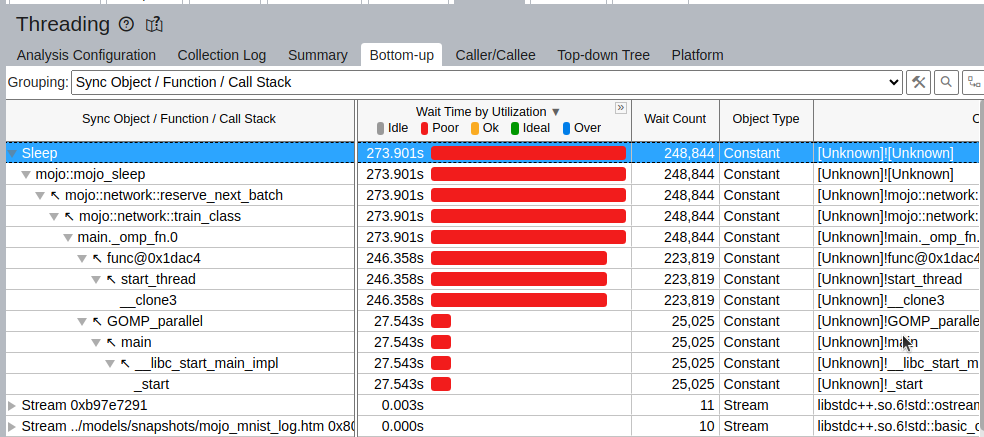 Threading
Analysis Configuration Collection Log Summary Bottom-up Caller/Callee Top-down Tree Platform
Grouping: Sync Object / Function / Call Stack
Sync Object / Function / Call Stack Wait Time by Utilization ▼ » Wait Count Object Type
Idle Poor Ok Ideal Over
Sleep 273.901s 248,844 Constant [Unknown]![Unknown]
mojo::mojo_sleep 273.901s 248,844 Constant [Unknown]![Unknown]
mojo::network::reserve_next_batch 273.901s 248,844 Constant [Unknown]!mojo::network:
mojo::network::train_class 273.901s 248,844 Constant [Unknown]!mojo::network:
main._omp_fn.0 273.901s 248,844 Constant [Unknown]!main._omp_fn.
func@0x1dac4 246.358s 223,819 Constant [Unknown]!func@0x1dac4
start_thread 246.358s 223,819 Constant [Unknown]!start_thread
__clone3 246.358s 223,819 Constant [Unknown]!__clone3
GOMP_parallel 27.543s 25,025 Constant [Unknown]!GOMP_paralle
main 27.543s 25,025 Constant [Unknown]!main
__libc_start_main_impl 27.543s 25,025 Constant [Unknown]!__libc_start_m
_start 27.543s 25,025 Constant [Unknown]!_start
Stream 0xb97e7291 0.003s 11 Stream libstdc++.so.6!std::ostream
Stream ../models/snapshots/mojo_mnist_log.htm 0x80 0.000s 10 Stream libstdc++.so.6!std::basic_o